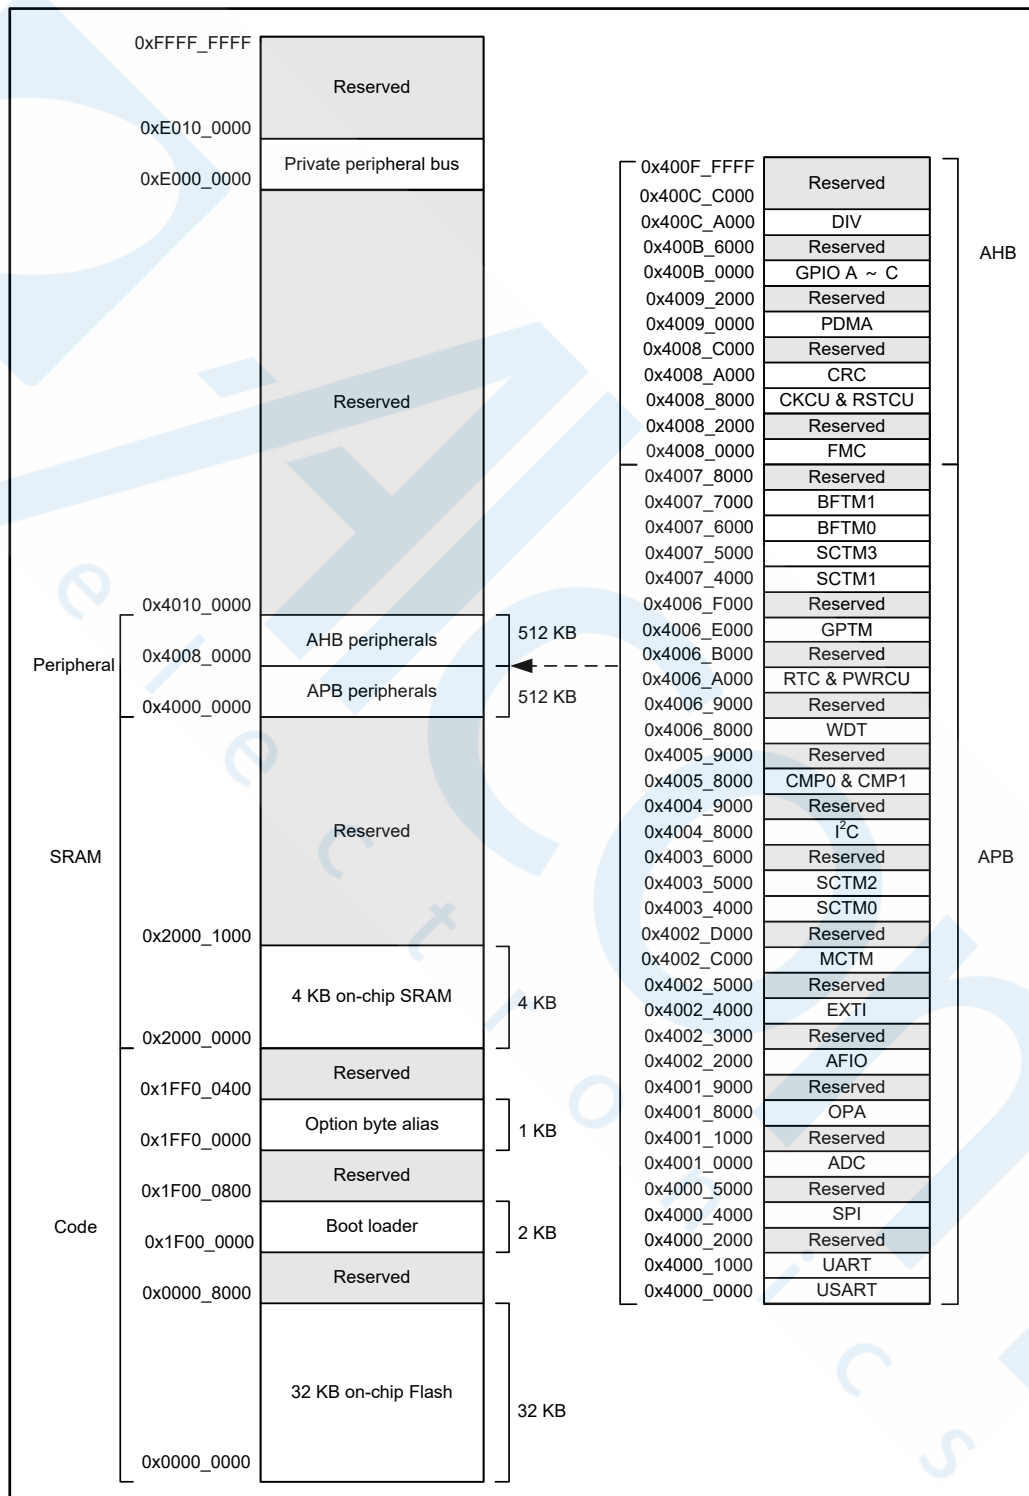 0xFFFF_FFFF
Reserved
0xE010_0000
Private peripheral bus
0xE000_0000
Reserved
0x4010_0000
AHB peripherals
512 KB
Peripheral
0x4008_0000
APB peripherals
512 KB
0x4000_0000
Reserved
SRAM
0x2000_1000
4 KB on-chip SRAM
4 KB
0x2000_0000
Reserved
0x1FF0_0400
Option byte alias
1 KB
0x1FF0_0000
Reserved
0x1F00_0800
Code
Boot loader
2 KB
0x1F00_0000
Reserved
0x0000_8000
32 KB on-chip Flash
32 KB
0x0000_0000
0x400F_FFFF
Reserved
0x400C_C000
0x400C_A000 DIV
0x400B_6000 Reserved
AHB
0x400B_0000 GPIO A ~ C
0x4009_2000 Reserved
0x4009_0000 PDMA
0x4008_C000 Reserved
0x4008_A000 CRC
0x4008_8000 CKCU & RSTCU
0x4008_2000 Reserved
0x4008_0000 FMC
0x4007_8000 Reserved
0x4007_7000 BFTM1
0x4007_6000 BFTM0
0x4007_5000 SCTM3
0x4007_4000 SCTM1
0x4006_F000 Reserved
0x4006_E000 GPTM
0x4006_B000 Reserved
0x4006_A000 RTC & PWRCU
0x4006_9000 Reserved
0x4006_8000 WDT
0x4005_9000 Reserved
0x4005_8000 CMP0 & CMP1
0x4004_9000 Reserved
0x4004_8000 I²C
0x4003_6000 Reserved
APB
0x4003_5000 SCTM2
0x4003_4000 SCTM0
0x4002_D000 Reserved
0x4002_C000 MCTM
0x4002_5000 Reserved
0x4002_4000 EXTI
0x4002_3000 Reserved
0x4002_2000 AFIO
0x4001_9000 Reserved
0x4001_8000 OPA
0x4001_1000 Reserved
0x4001_0000 ADC
0x4000_5000 Reserved
0x4000_4000 SPI
0x4000_2000 Reserved
0x4000_1000 UART
0x4000_0000 USART